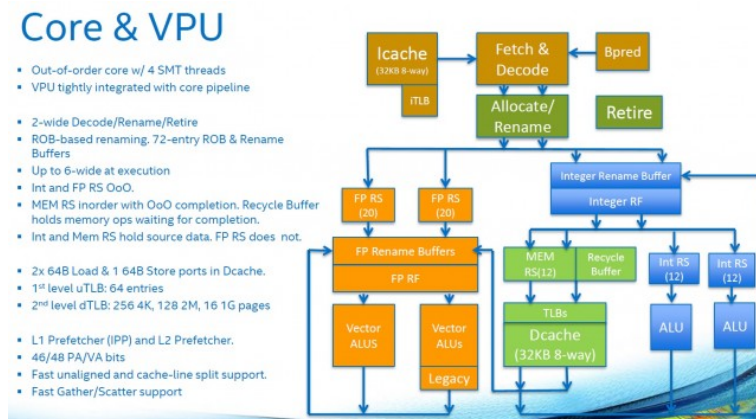 Core & VPU
Out-of-order core w/ 4 SMT threads
VPU tightly integrated with core pipeline
2-wide Decode/Rename/Retire
ROB-based renaming. 72-entry ROB & Rename
Buffers
Up to 6-wide at execution
Int and FP RS OoO.
MEM RS inorder with OoO completion. Recycle Buffer
holds memory ops waiting for completion.
Int and Mem RS hold source data. FP RS does not.
2x 64B Load & 1 64B Store ports in Dcache.
1st level uTLB: 64 entries
2nd level dTLB: 256 4K, 128 2M, 16 1G pages
L1 Prefetcher (IPP) and L2 Prefetcher.
46/48 PA/VA bits
Fast unaligned and cache-line split support.
Fast Gather/Scatter support
Icache
(32KB 8-way)
iTLB
Fetch &
Decode
Bpred
Allocate/
Rename
Retire
Integer Rename Buffer
Integer RF
FP RS
(20)
FP RS
(20)
FP Rename Buffers
FP RF
MEM
RS(12)
Recycle
Buffer
Int RS
(12)
Int RS
(12)
TLBs
Dcache
(32KB 8-way)
Vector
ALUS
Vector
ALUs
Legacy
ALU
ALU